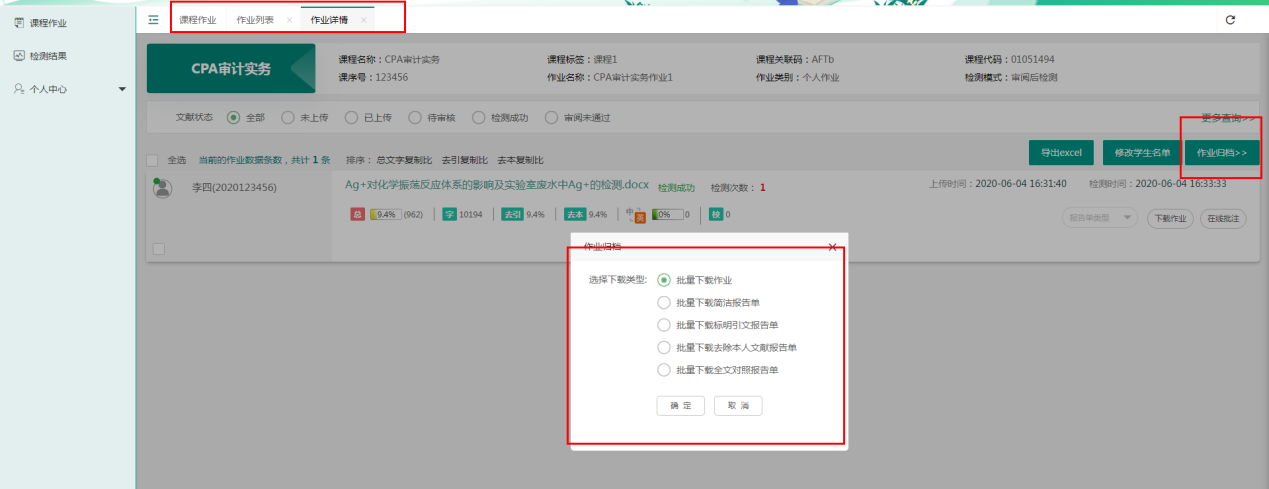 课程作业
检测结果
个人中心
课程作业 作业列表 × 作业详情 ×
CPA审计实务
课程名称：CPA审计实务 课程标签：课程1 课程关联码：AFTb 课程代码：01051494
课序号：123456 作业名称：CPA审计实务作业1 作业类别：个人作业 检测模式：审阅后检测
文献状态 全部 未上传 已上传 待审核 检测成功 审阅未通过 更多查询>>
全选 当前的作业数据条数，共计 1 条 排序： 总文字复制比 去引复制比 去本复制比 导出excel 修改学生名单 作业归档>>
李四(2020123456) Ag+对化学振荡反应体系的影响及实验室废水中Ag+的检测.docx 检测成功 检测次数： 1 上传时间：2020-06-04 16:31:40 检测时间：2020-06-04 16:33:33
总 9.4% (962) 字 10194 去引 9.4% 去本 9.4% 中 英 0% 0 校 0 报告单类型 下载作业 在线批注
作业归档 ×
选择下载类型: 批量下载作业
批量下载简洁报告单
批量下载标明引文报告单
批量下载去除本人文献报告单
批量下载全文对照报告单
确 定 取 消